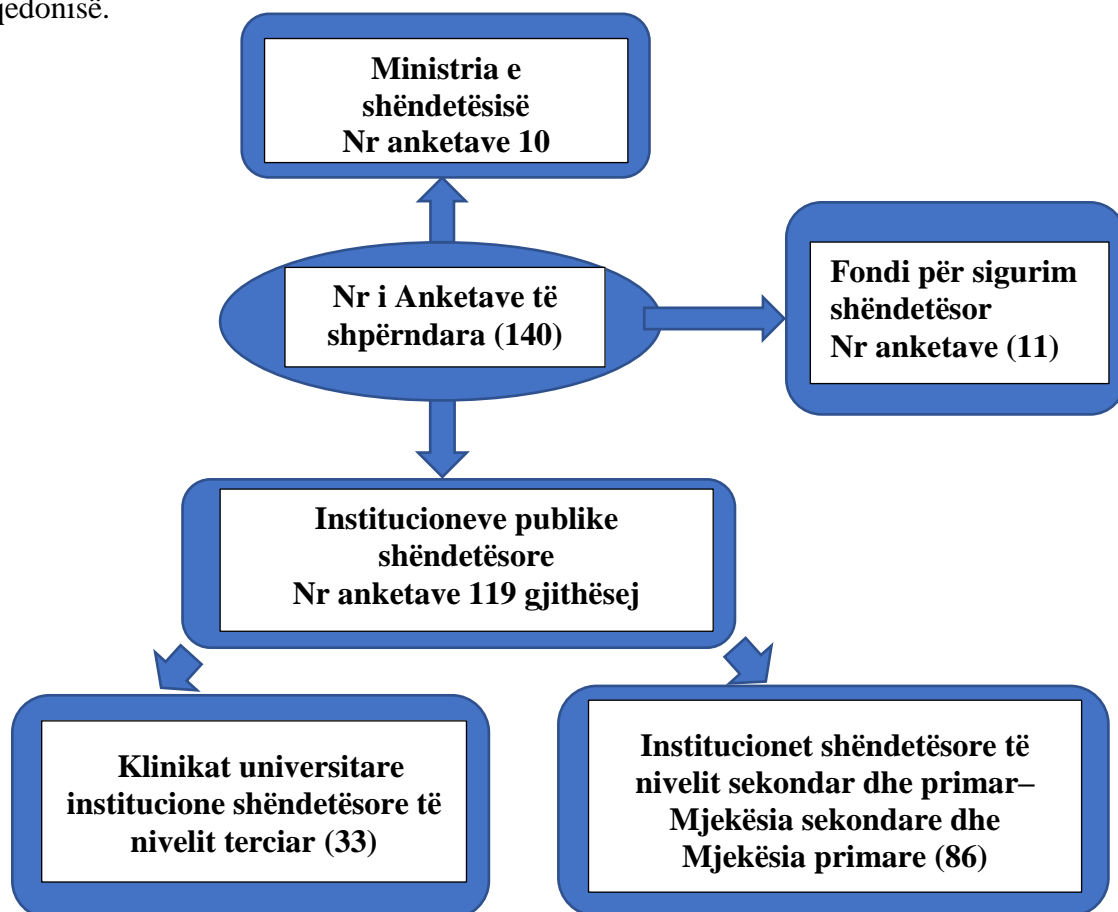 qedonisë.
Ministria e
shëndetësisë
Nr anketave 10
Nr i Anketave të
shpërndara (140)
Fondi për sigurim
shëndetësor
Nr anketave (11)
Institucioneve publike
shëndetësore
Nr anketave 119 gjithësej
Klinikat universitare
institucione shëndetësore të
nivelit terciar (33)
Institucionet shëndetësore të
nivelit sekondar dhe primar–
Mjekësia sekondare dhe
Mjekësia primare (86)